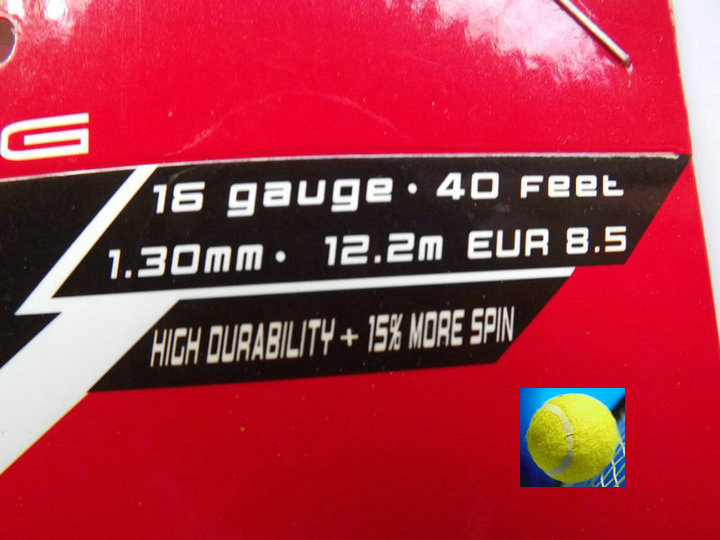 G
16 gauge · 40 Feet
1.30mm · 12.2m EUR 8.5
HIGH DURABILITY + 15% MORE SPIN